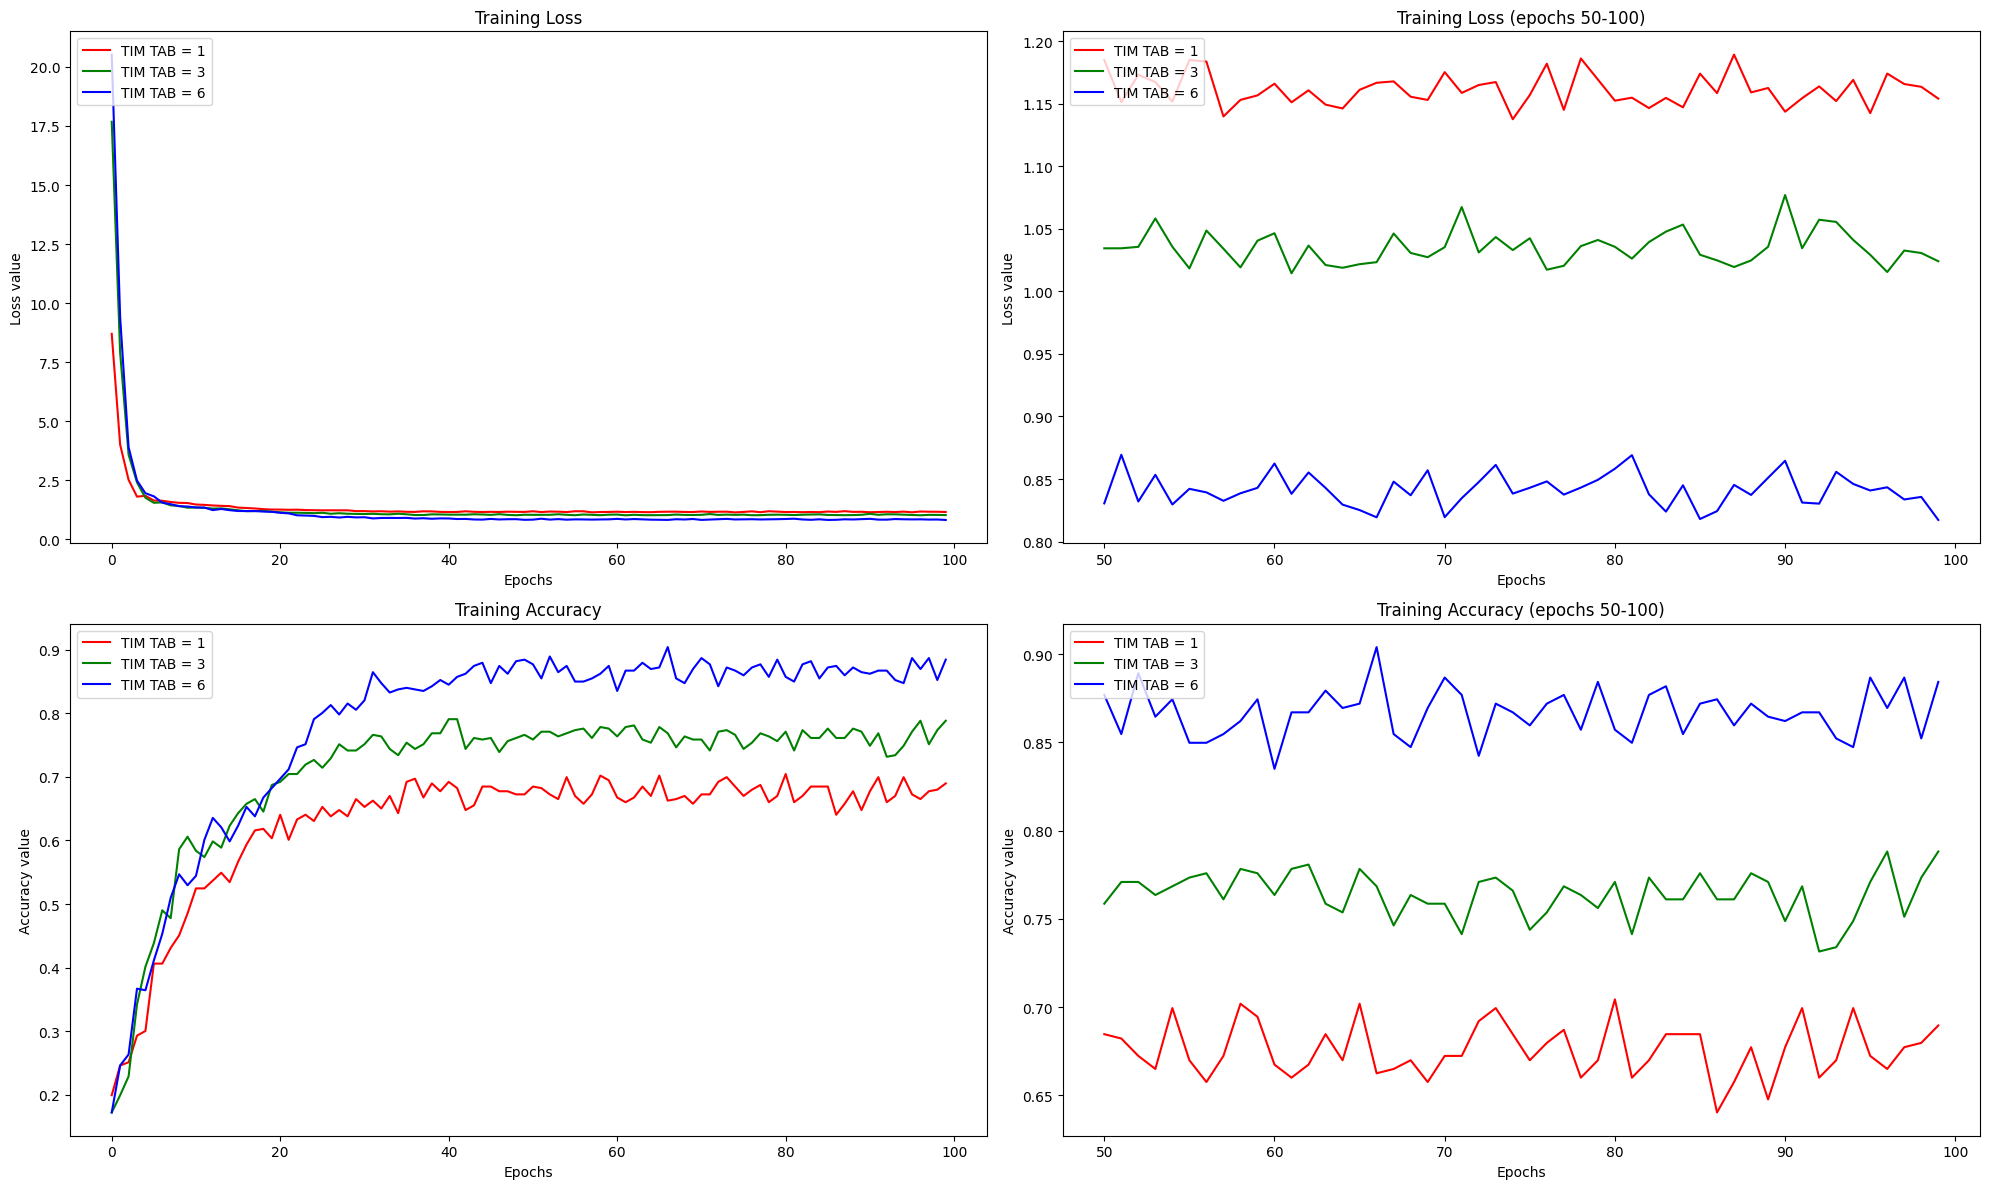 Training Loss
TIM TAB = 1
TIM TAB = 3
TIM TAB = 6
Loss value
20.0
17.5
15.0
12.5
10.0
7.5
5.0
2.5
0.0
0 20 40 60 80 100
Epochs
Training Loss (epochs 50-100)
TIM TAB = 1
TIM TAB = 3
TIM TAB = 6
Loss value
1.20
1.15
1.10
1.05
1.00
0.95
0.90
0.85
0.80
50 60 70 80 90 100
Epochs
Training Accuracy
TIM TAB = 1
TIM TAB = 3
TIM TAB = 6
Accuracy value
0.9
0.8
0.7
0.6
0.5
0.4
0.3
0.2
0 20 40 60 80 100
Epochs
Training Accuracy (epochs 50-100)
TIM TAB = 1
TIM TAB = 3
TIM TAB = 6
Accuracy value
0.90
0.85
0.80
0.75
0.70
0.65
50 60 70 80 90 100
Epochs